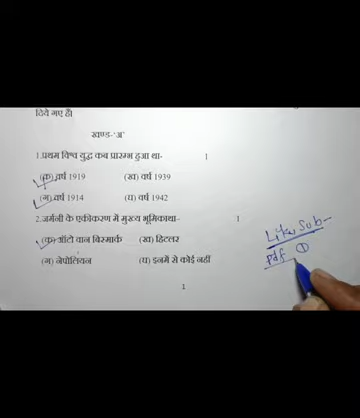 दिये गए हैं।
खण्ड-'अ'
1.प्रथम विश्व युद्ध कब प्रारम्भ हुआ था- 1
(क) वर्ष 1919 (ख) वर्ष 1939
(ग) वर्ष 1914 (घ) वर्ष 1942
2.जर्मनी के एकीकरण में मुख्य भूमिकाथा- 1
(क) ऑटो वान बिस्मार्क (ख) हिटलर
(ग) नेपोलियन (घ) इनमें से कोई नहीं
Like, Sub-
pdf ①
1